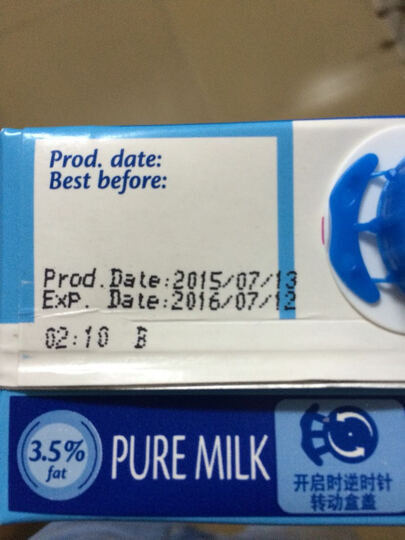 Prod. date:
Best before:
Prod.Date:2015/07/13
Exp. Date:2016/07/12
02:10 B
3.5%
fat
PURE MILK
开启时逆时针
转动盒盖